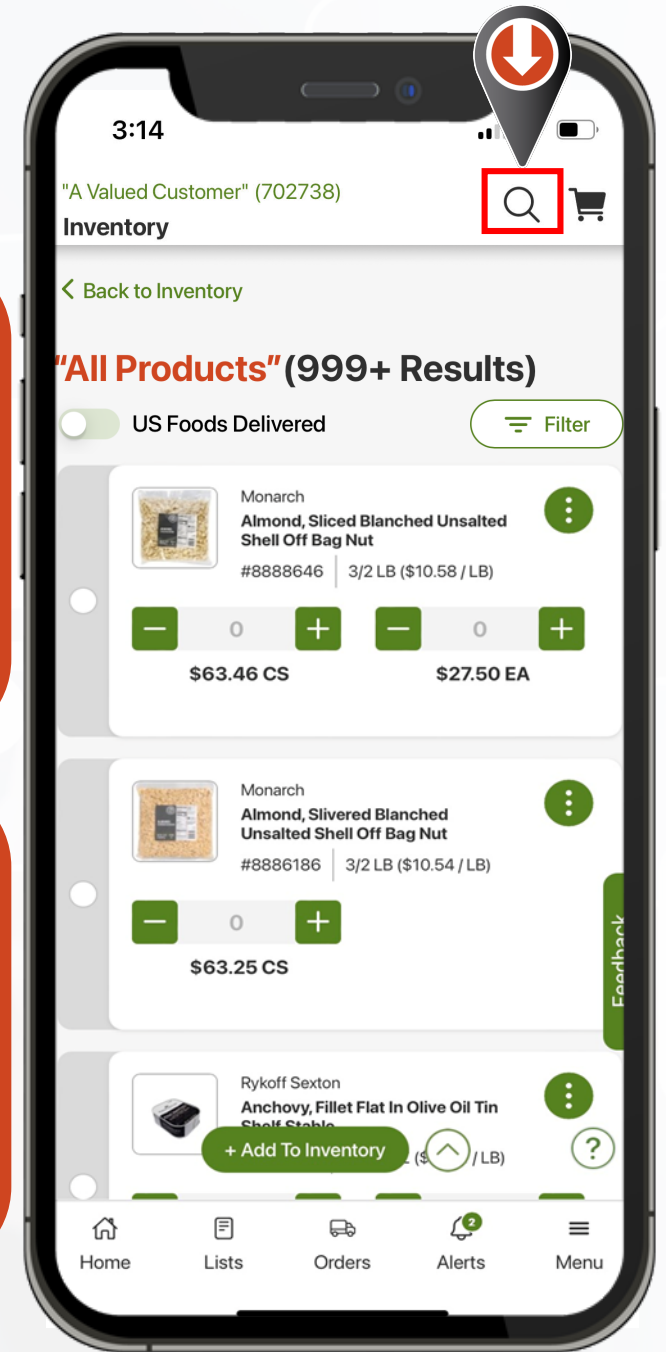 3:14
"A Valued Customer" (702738)
Inventory
Back to Inventory
"All Products" (999+ Results)
US Foods Delivered
Filter
Monarch
Almond, Sliced Blanched Unsalted
Shell Off Bag Nut
#8888646 3/2 LB ($10.58 / LB)
0 0
$63.46 CS $27.50 EA
Monarch
Almond, Slivered Blanched
Unsalted Shell Off Bag Nut
#8886186 3/2 LB ($10.54 / LB)
0
$63.25 CS
Feedback
Rykoff Sexton
Anchovy, Fillet Flat In Olive Oil Tin
Shelf Stable
+ Add To Inventory ($ / LB) ?
2
Home Lists Orders Alerts Menu